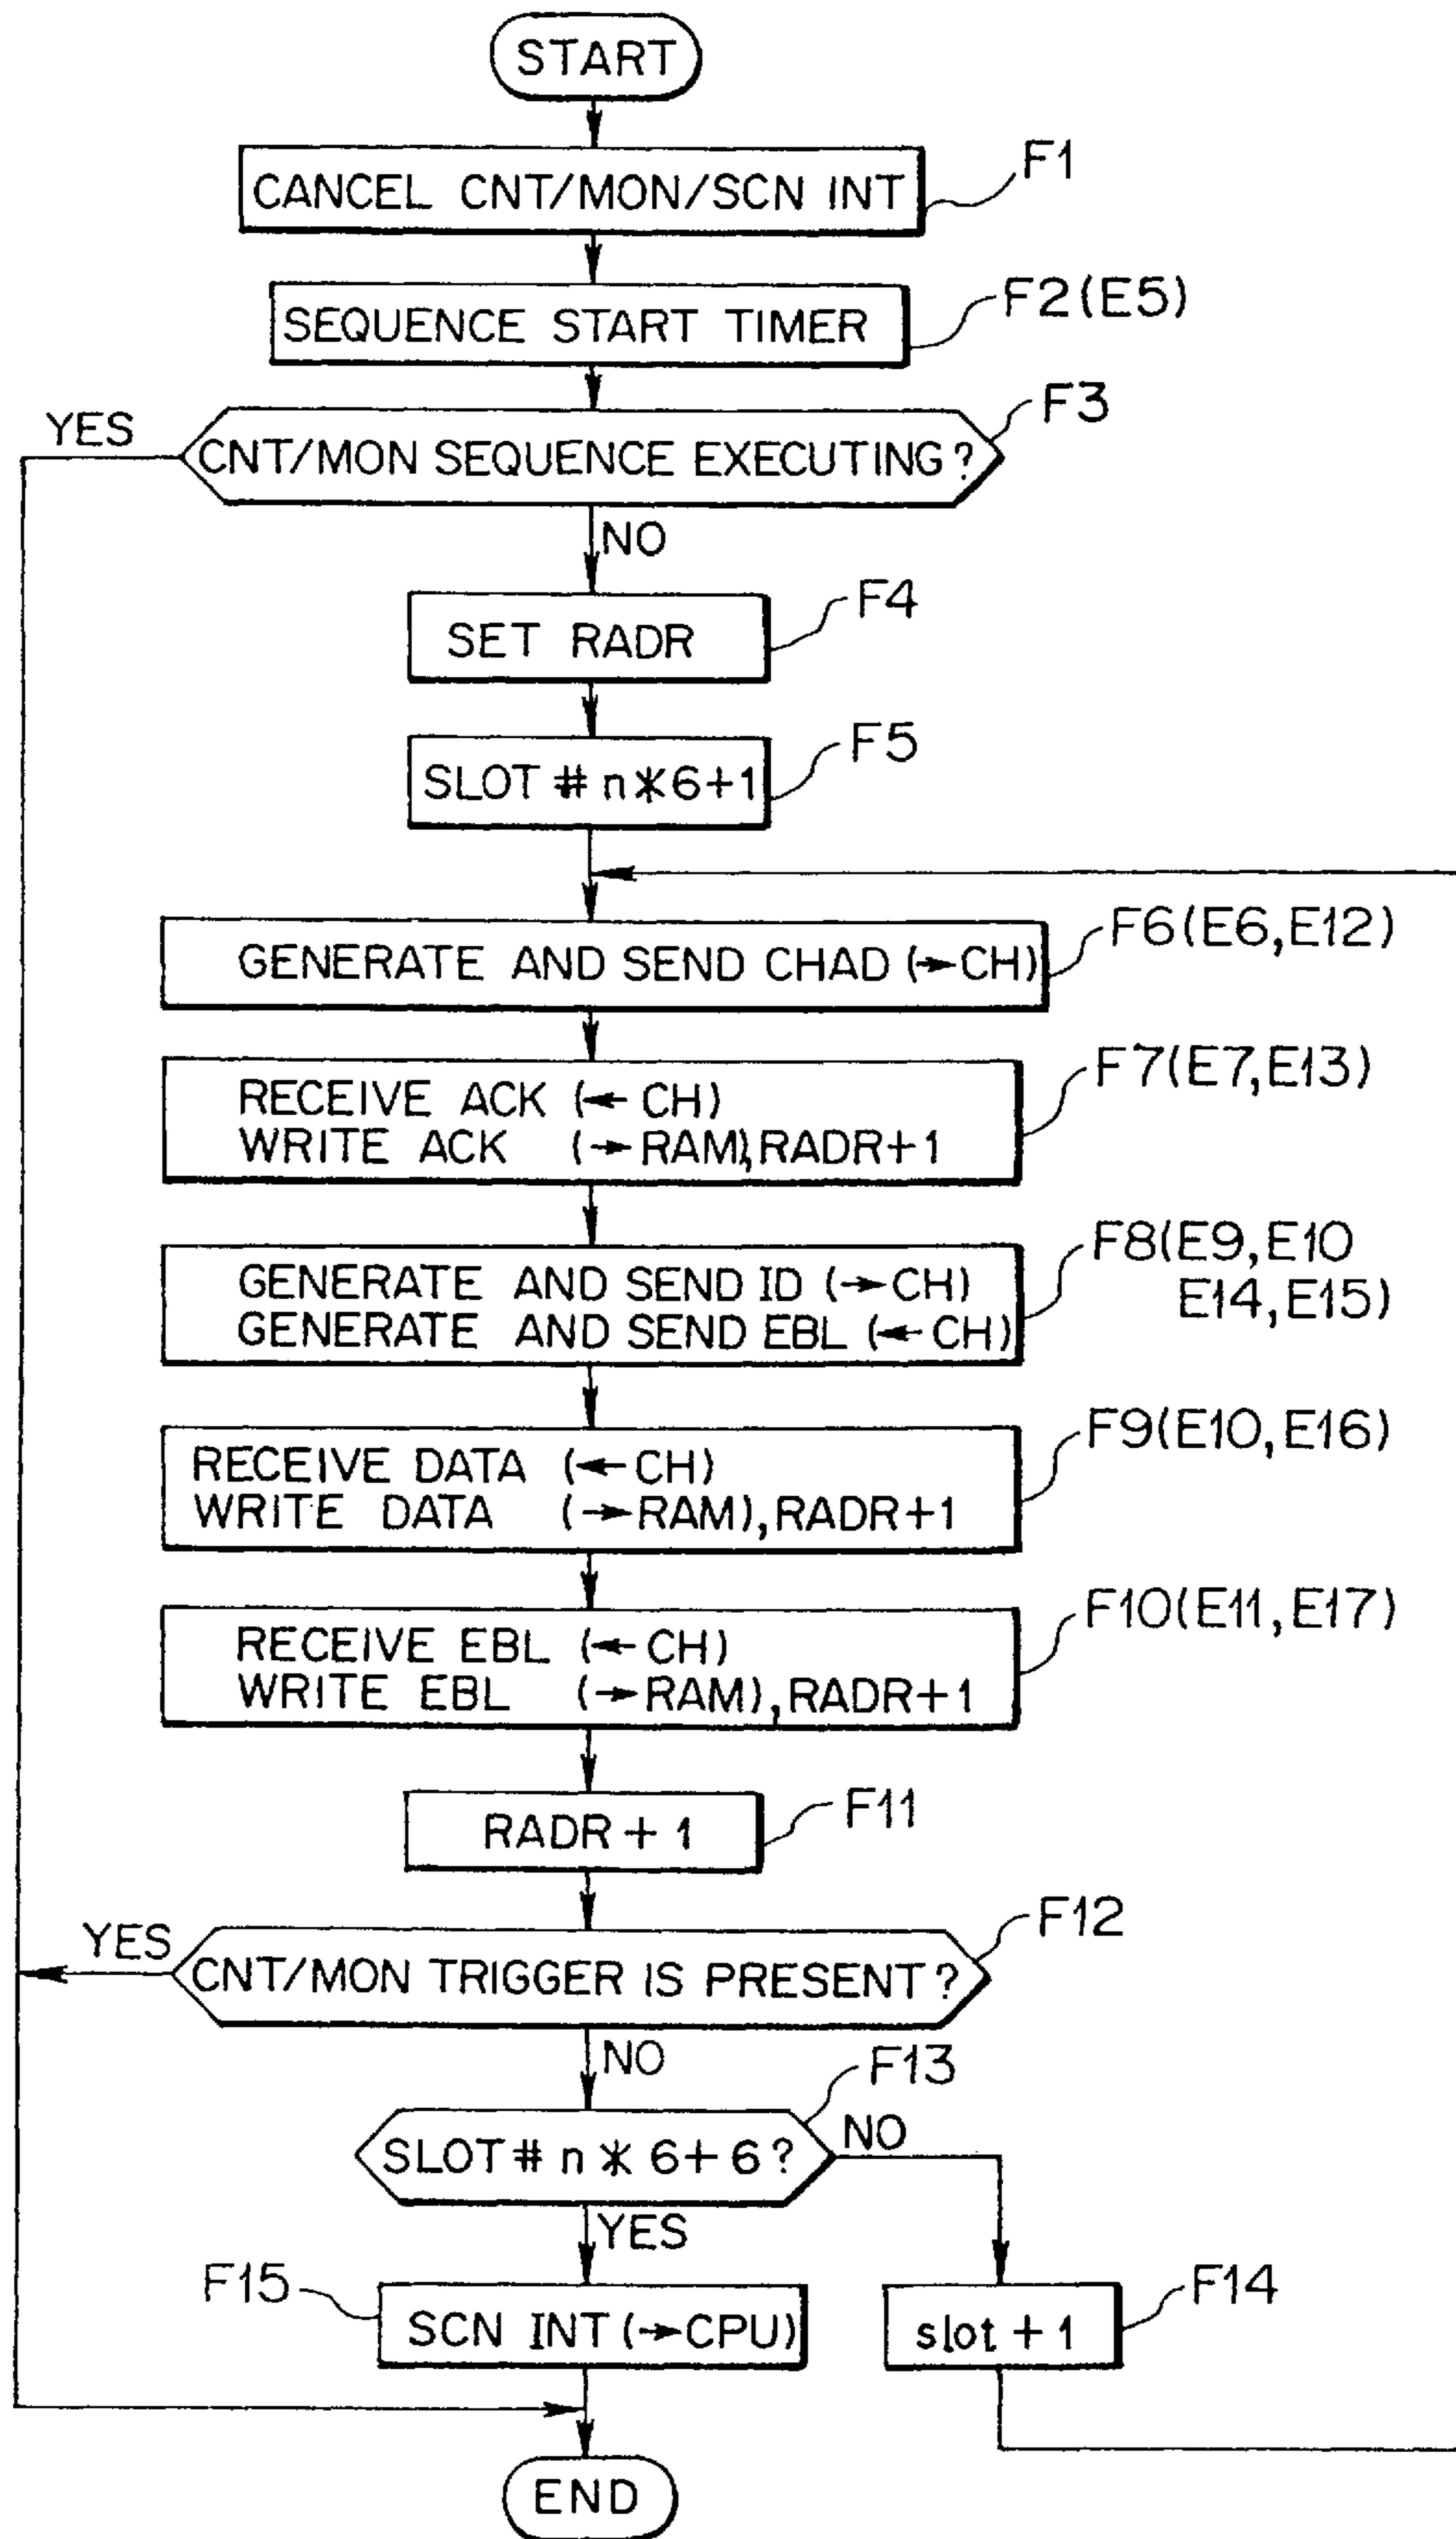 START
CANCEL CNT/MON/SCN INT
F1
SEQUENCE START TIMER
F2(E5)
YES
CNT/MON SEQUENCE EXECUTING?
F3
NO
SET RADR
F4
SLOT # n*6+1
F5
GENERATE AND SEND CHAD (→CH)
F6(E6,E12)
RECEIVE ACK (← CH)
WRITE ACK (→RAM),RADR+1
F7(E7,E13)
GENERATE AND SEND ID (→CH)
GENERATE AND SEND EBL (← CH)
F8(E9,E10
E14,E15)
RECEIVE DATA (← CH)
WRITE DATA (→RAM),RADR+1
F9(E10,E16)
RECEIVE EBL (← CH)
WRITE EBL (→RAM),RADR+1
F10(E11,E17)
RADR + 1
F11
YES
CNT/MON TRIGGER IS PRESENT?
F12
NO
F13
SLOT # n * 6+6?
NO
YES
F15
SCN INT (→CPU)
slot + 1
F14
END